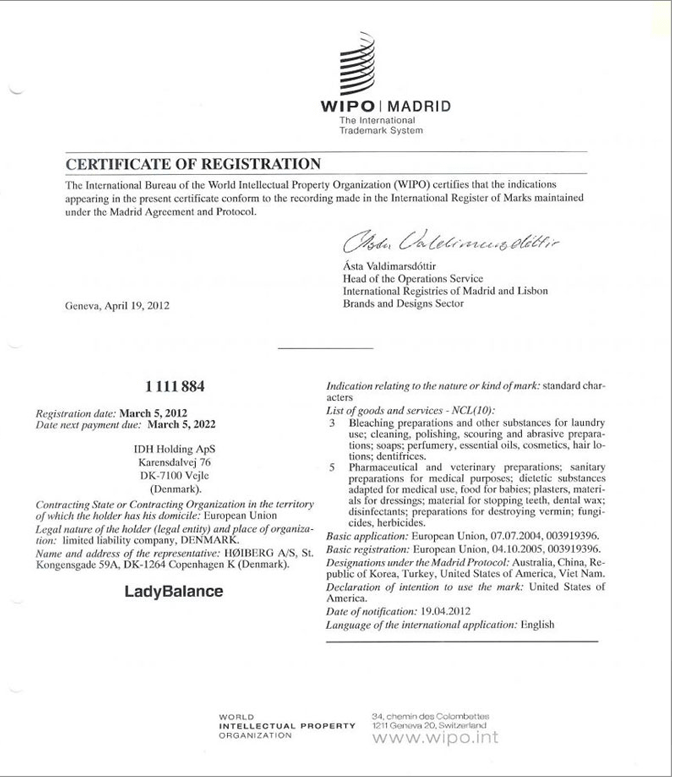 WIPO | MADRID
The International
Trademark System
CERTIFICATE OF REGISTRATION
The International Bureau of the World Intellectual Property Organization (WIPO) certifies that the indications
appearing in the present certificate conform to the recording made in the International Register of Marks maintained
under the Madrid Agreement and Protocol.
Ásta Valdimarsdóttir
Ásta Valdimarsdóttir
Head of the Operations Service
International Registries of Madrid and Lisbon
Brands and Designs Sector
Geneva, April 19, 2012
1 111 884
Registration date: March 5, 2012
Date next payment due: March 5, 2022
IDH Holding ApS
Karensdalvej 76
DK-7100 Vejle
(Denmark).
Contracting State or Contracting Organization in the territory
of which the holder has his domicile: European Union
Legal nature of the holder (legal entity) and place of organiza-
tion: limited liability company, DENMARK.
Name and address of the representative: HØIBERG A/S, St.
Kongensgade 59A, DK-1264 Copenhagen K (Denmark).
LadyBalance
Indication relating to the nature or kind of mark: standard char-
acters
List of goods and services - NCL(10):
3 Bleaching preparations and other substances for laundry
use; cleaning, polishing, scouring and abrasive prepara-
tions; soaps; perfumery, essential oils, cosmetics, hair lo-
tions; dentifrices.
5 Pharmaceutical and veterinary preparations; sanitary
preparations for medical purposes; dietetic substances
adapted for medical use, food for babies; plasters, materi-
als for dressings; material for stopping teeth, dental wax;
disinfectants; preparations for destroying vermin; fungi-
cides, herbicides.
Basic application: European Union, 07.07.2004, 003919396.
Basic registration: European Union, 04.10.2005, 003919396.
Designations under the Madrid Protocol: Australia, China, Re-
public of Korea, Turkey, United States of America, Viet Nam.
Declaration of intention to use the mark: United States of
America.
Date of notification: 19.04.2012
Language of the international application: English
WORLD
INTELLECTUAL PROPERTY
ORGANIZATION
34, chemin des Colombettes
1211 Geneva 20, Switzerland
www.wipo.int